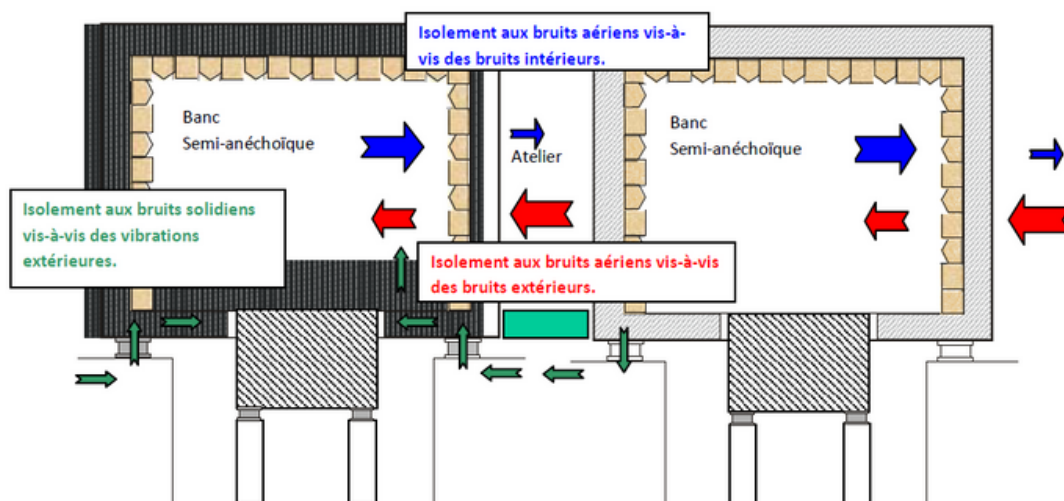 Isolement aux bruits aériens vis-à-
vis des bruits intérieurs.
Banc
Semi-anéchoïque
Atelier
Banc
Semi-anéchoïque
Isolement aux bruits solidiens
vis-à-vis des vibrations
extérieures.
Isolement aux bruits aériens vis-à-vis
des bruits extérieurs.